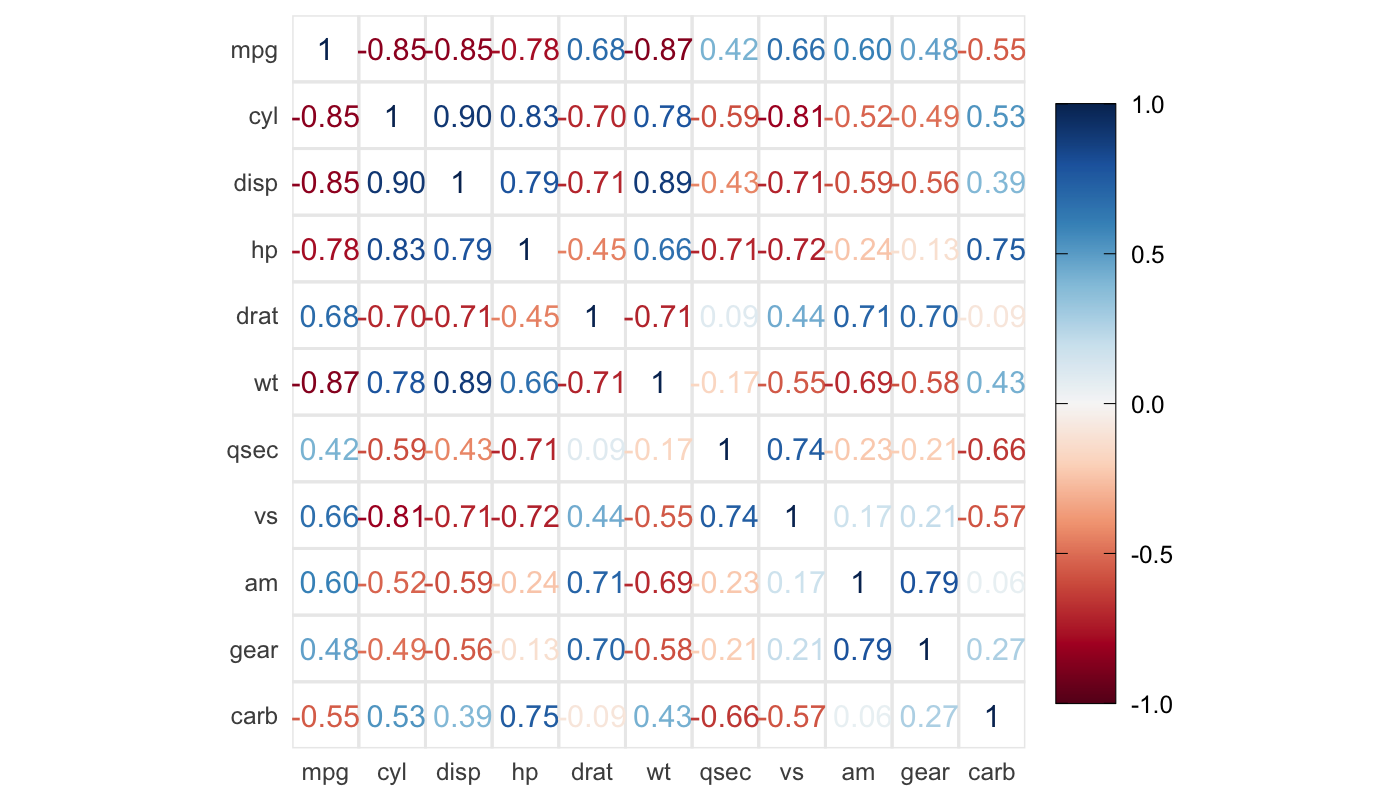 mpg 1 -0.85 -0.85 -0.78 0.68 -0.87 0.42 0.66 0.60 0.48 -0.55
cyl -0.85 1 0.90 0.83 -0.70 0.78 -0.59 -0.81 -0.52 -0.49 0.53
disp -0.85 0.90 1 0.79 -0.71 0.89 -0.43 -0.71 -0.59 -0.56 0.39
hp -0.78 0.83 0.79 1 -0.45 0.66 -0.71 -0.72 -0.24 -0.13 0.75
drat 0.68 -0.70 -0.71 -0.45 1 -0.71 0.09 0.44 0.71 0.70 -0.09
wt -0.87 0.78 0.89 0.66 -0.71 1 -0.17 -0.55 -0.69 -0.58 0.43
qsec 0.42 -0.59 -0.43 -0.71 0.09 -0.17 1 0.74 -0.23 -0.21 -0.66
vs 0.66 -0.81 -0.71 -0.72 0.44 -0.55 0.74 1 0.17 0.21 -0.57
am 0.60 -0.52 -0.59 -0.24 0.71 -0.69 -0.23 0.17 1 0.79 0.06
gear 0.48 -0.49 -0.56 -0.13 0.70 -0.58 -0.21 0.21 0.79 1 0.27
carb -0.55 0.53 0.39 0.75 -0.09 0.43 -0.66 -0.57 0.06 0.27 1
mpg cyl disp hp drat wt qsec vs am gear carb
1.0
0.5
0.0
-0.5
-1.0